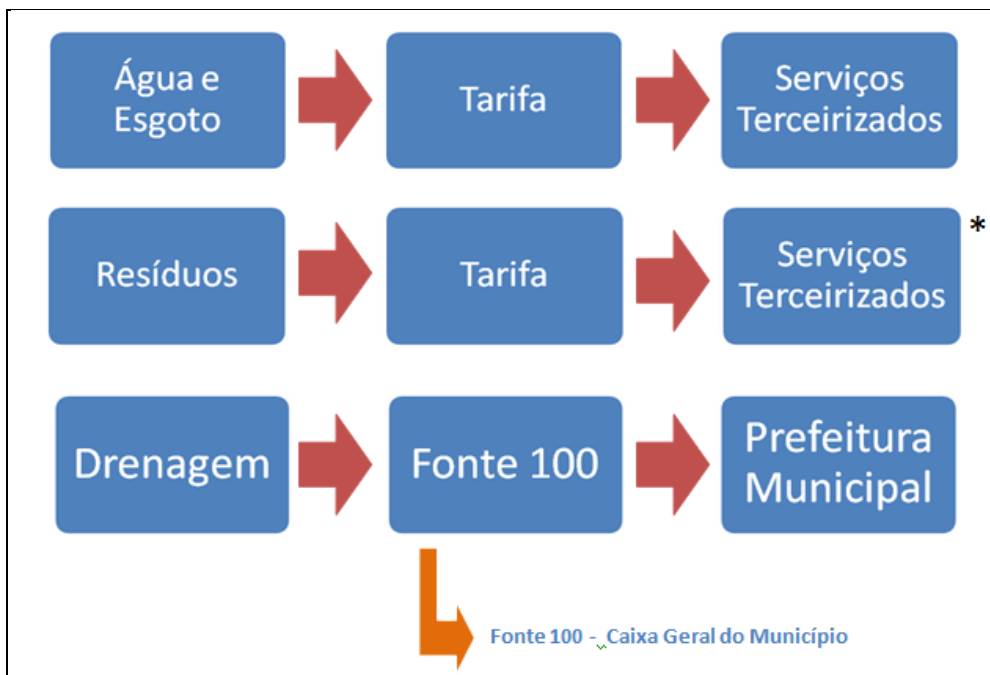 Água e
Esgoto
Tarifa
Serviços
Terceirizados
Resíduos
Tarifa
Serviços
Terceirizados
*
Drenagem
Fonte 100
Prefeitura
Municipal
Fonte 100 - Caixa Geral do Município